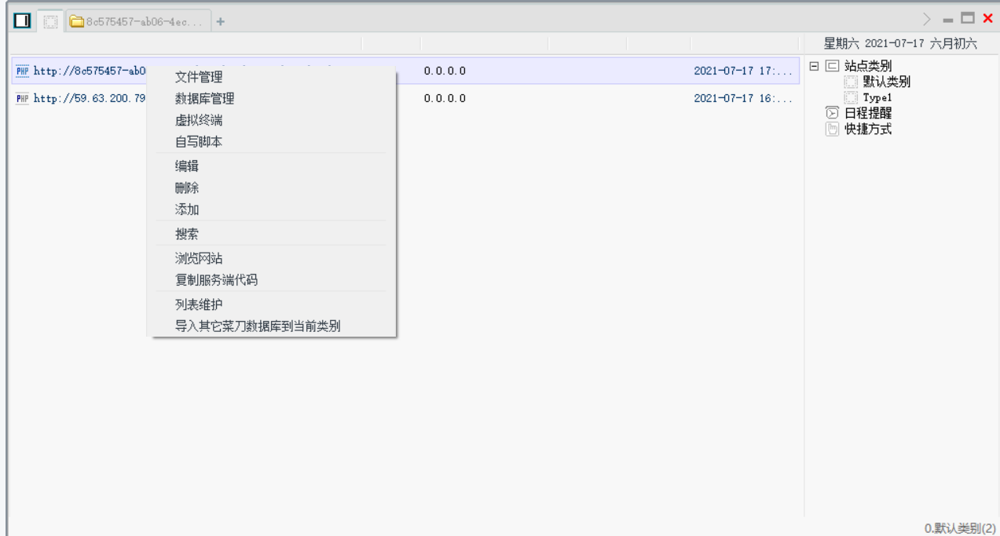 8c575457-ab06-4ec... +
星期六 2021-07-17 六月初六
PHP http://8c575457-ab0 0.0.0.0 2021-07-17 17:...
PHP http://59.63.200.79 0.0.0.0 2021-07-17 16:...
文件管理
数据库管理
虚拟终端
自写脚本
编辑
删除
添加
搜索
浏览网站
复制服务端代码
列表维护
导入其它菜刀数据库到当前类别
站点类别
默认类别
Type1
日程提醒
快捷方式
0.默认类别(2)